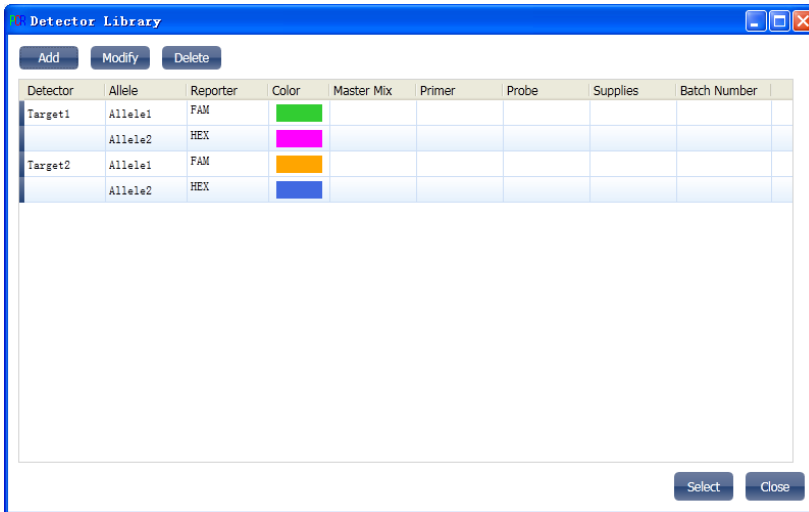 PCR Detector Library
Add Modify Delete
Detector Allele Reporter Color Master Mix Primer Probe Supplies Batch Number
Target1 Allele1 FAM
Allele2 HEX
Target2 Allele1 FAM
Allele2 HEX
Select Close